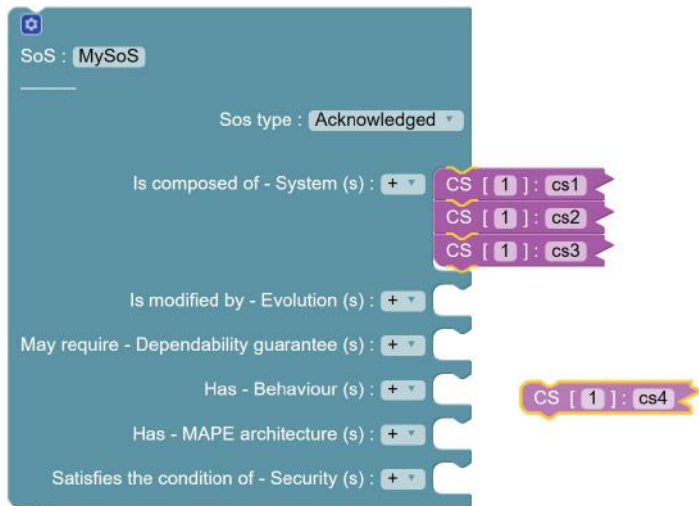 SoS : MySoS
Sos type : Acknowledged
Is composed of - System (s) : + CS [ 1 ] : cs1
CS [ 1 ] : cs2
CS [ 1 ] : cs3
Is modified by - Evolution (s) : +
May require - Dependability guarantee (s) : +
Has - Behaviour (s) : +
CS [ 1 ] : cs4
Has - MAPE architecture (s) : +
Satisfies the condition of - Security (s) : +